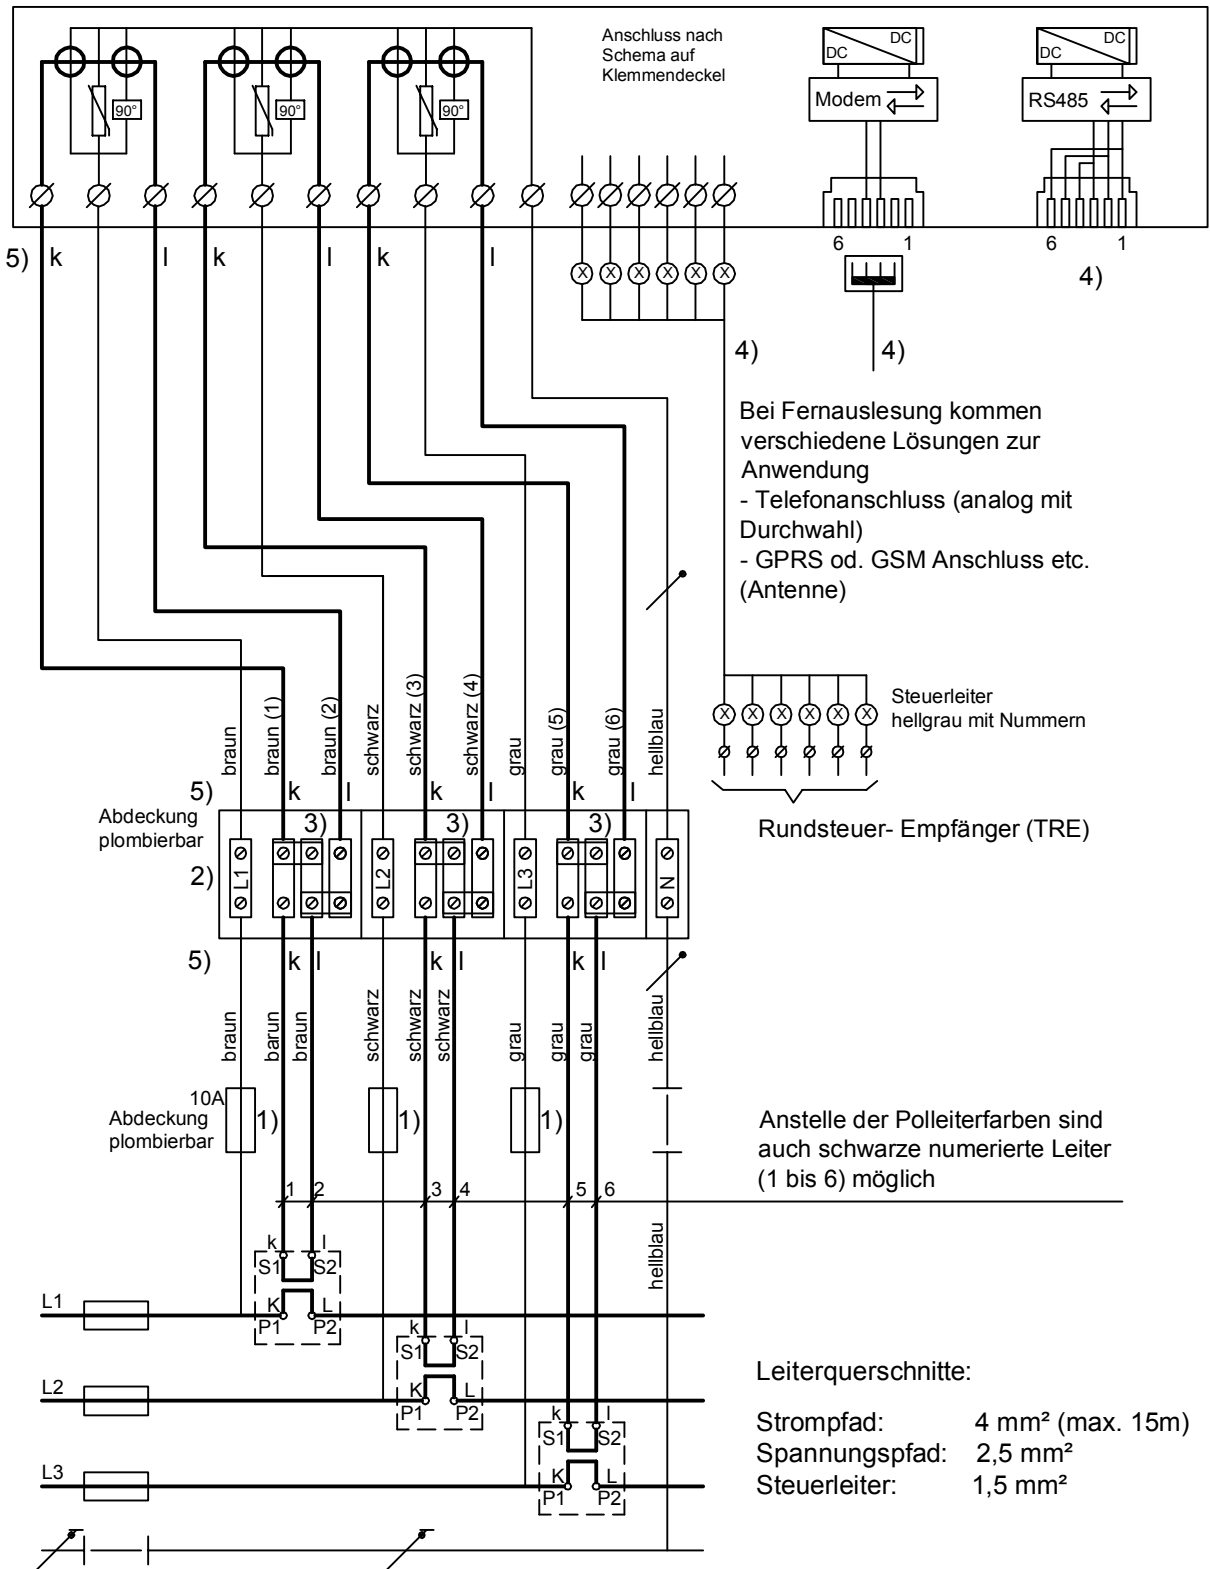 Anschluss nach
Schema auf
Klemmendeckel
DC
DC
DC
DC
Modem
RS485
90°
90°
90°
6
1
6
1
5)
k
l
k
l
k
l
4)
X
X
X
X
X
X
4)
4)
Bei Fernauslesung kommen
verschiedene Lösungen zur
Anwendung
- Telefonanschluss (analog mit
Durchwahl)
- GPRS od. GSM Anschluss etc.
(Antenne)
braun
braun (1)
braun (2)
schwarz
schwarz (3)
schwarz (4)
grau
grau (5)
grau (6)
hellblau
Steuerleiter
hellgrau mit Nummern
X
X
X
X
X
X
Rundsteuer- Empfänger (TRE)
5)
k
l
k
l
k
l
Abdeckung
plombierbar
3)
3)
3)
2)
L1
L2
L3
N
5)
k
l
k
l
k
l
braun
barun
braun
schwarz
schwarz
schwarz
grau
grau
grau
hellblau
10A
Abdeckung
plombierbar
1)
1)
1)
Anstelle der Polleiterfarben sind
auch schwarze numerierte Leiter
(1 bis 6) möglich
1
2
3
4
5
6
hellblau
k
l
S1
S2
L1
K
L
P1
P2
k
l
S1
S2
L2
K
L
P1
P2
k
l
S1
S2
L3
K
L
P1
P2
Leiterquerschnitte:
Strompfad: 4 mm² (max. 15m)
Spannungspfad: 2,5 mm²
Steuerleiter: 1,5 mm²